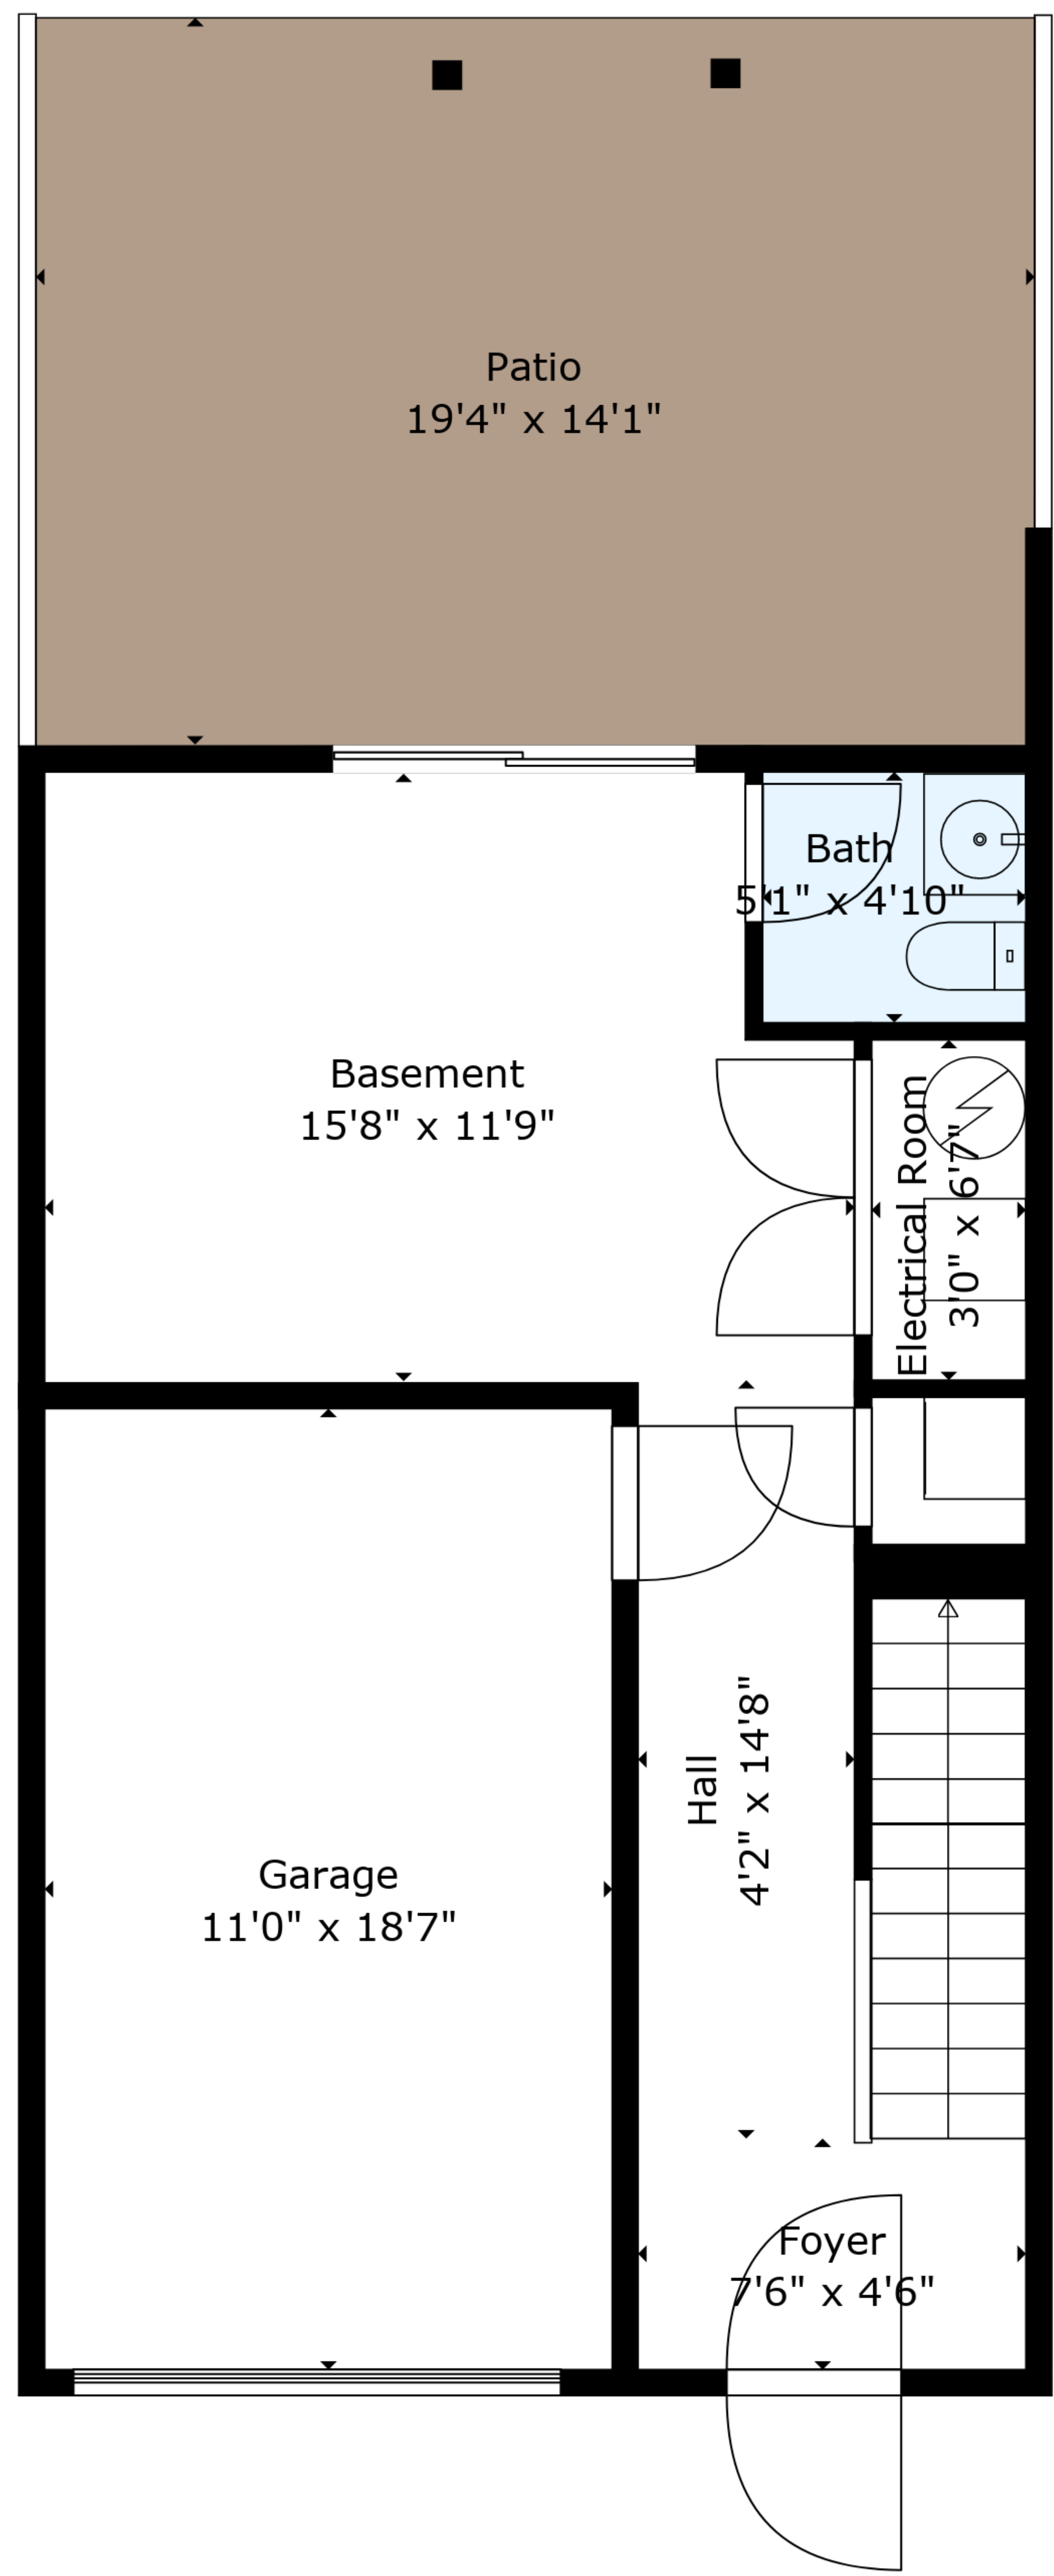 Patio
19'4" x 14'1"
Bath
5'1" x 4'10"
Basement
15'8" x 11'9"
Electrical Room
3'0" x 6'7"
Hall
4'2" x 14'8"
Garage
11'0" x 18'7"
Foyer
7'6" x 4'6"